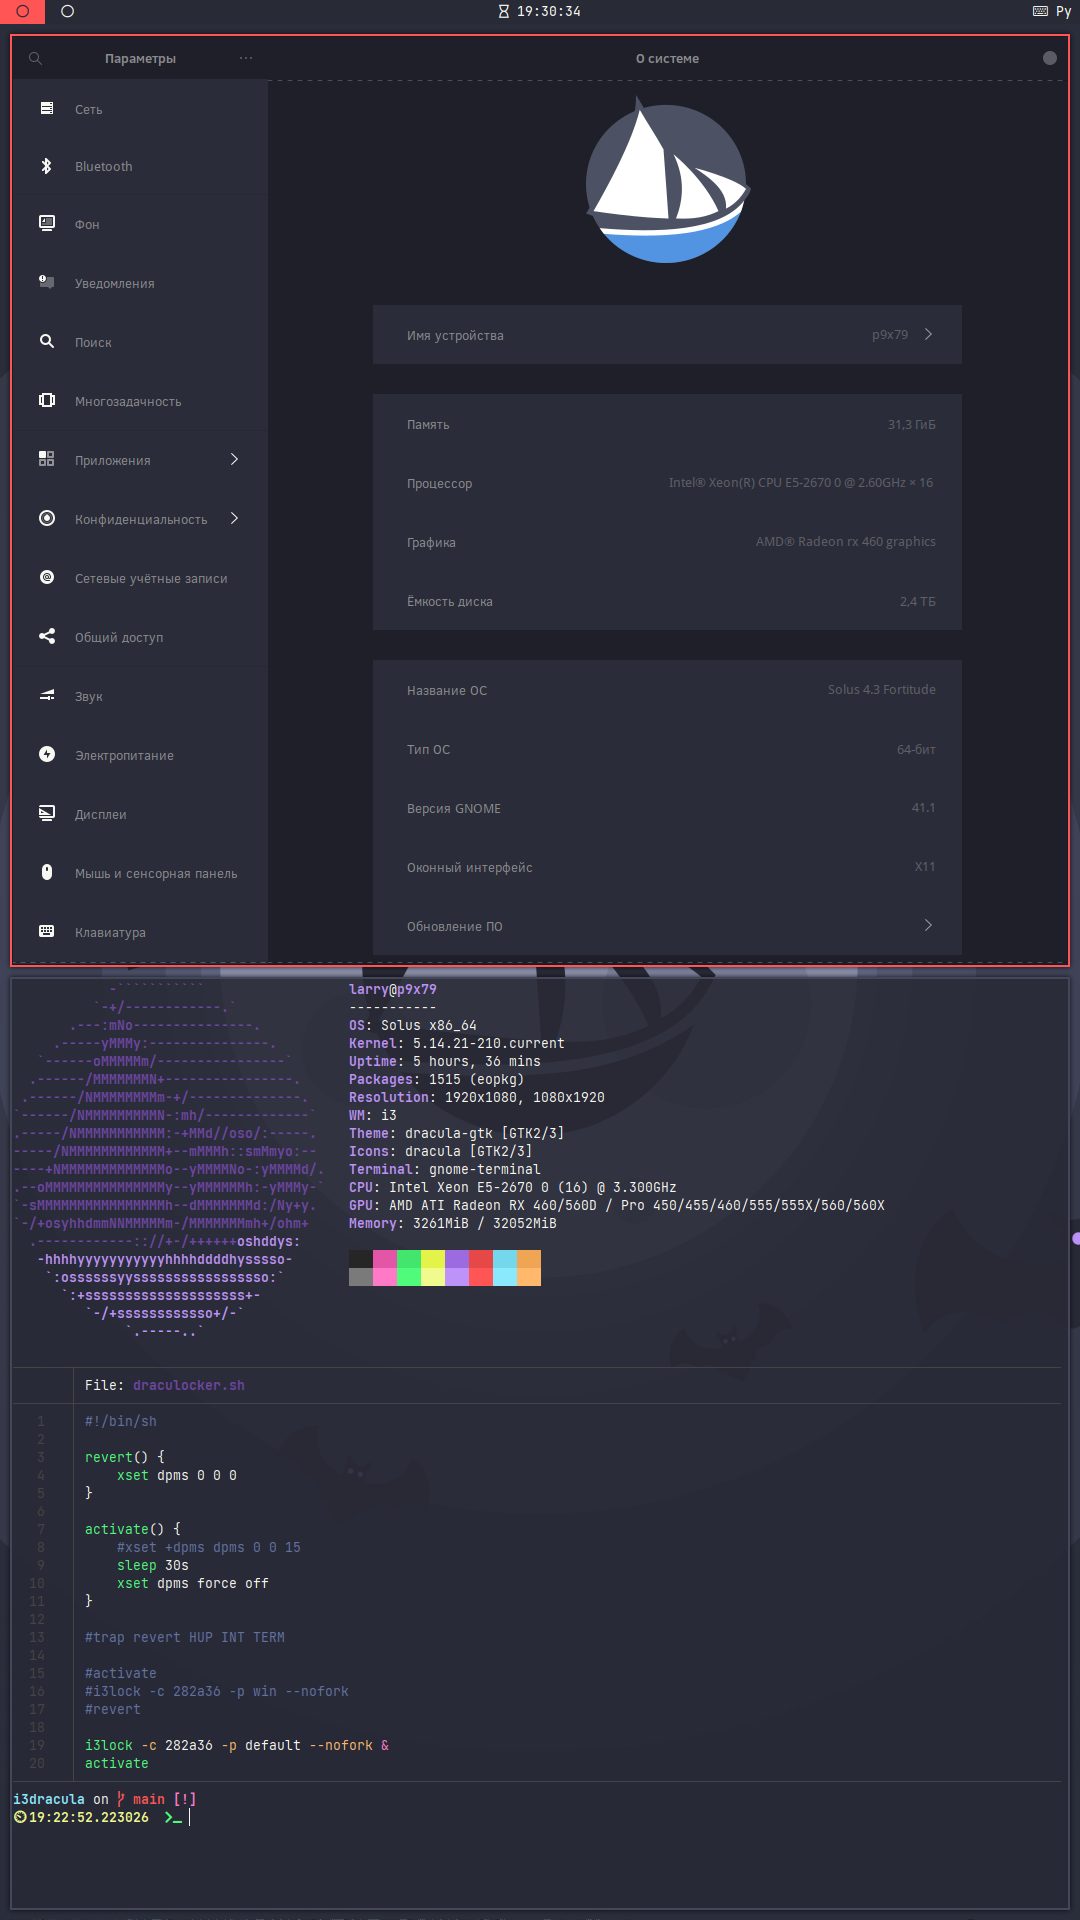 19:30:34
Ру
Параметры
О системе
Сеть
Bluetooth
Фон
Уведомления
Поиск
Многозадачность
Приложения
Конфиденциальность
Сетевые учётные записи
Общий доступ
Звук
Электропитание
Дисплеи
Мышь и сенсорная панель
Клавиатура
Имя устройства p9x79
Память 31,3 ГиБ
Процессор Intel® Xeon(R) CPU E5-2670 0 @ 2.60GHz × 16
Графика AMD® Radeon rx 460 graphics
Ёмкость диска 2,4 ТБ
Название ОС Solus 4.3 Fortitude
Тип ОС 64-бит
Версия GNOME 41.1
Оконный интерфейс X11
Обновление ПО
larry@p9x79
-----------
OS: Solus x86_64
Kernel: 5.14.21-210.current
Uptime: 5 hours, 36 mins
Packages: 1515 (eopkg)
Resolution: 1920x1080, 1080x1920
WM: i3
Theme: dracula-gtk [GTK2/3]
Icons: dracula [GTK2/3]
Terminal: gnome-terminal
CPU: Intel Xeon E5-2670 0 (16) @ 3.300GHz
GPU: AMD ATI Radeon RX 460/560D / Pro 450/455/460/555/555X/560/560X
Memory: 3261MiB / 32052MiB
File: draculocker.sh
1 #!/bin/sh
2
3 revert() {
4 xset dpms 0 0 0
5 }
6
7 activate() {
8 #xset +dpms dpms 0 0 15
9 sleep 30s
10 xset dpms force off
11 }
12
13 #trap revert HUP INT TERM
14
15 #activate
16 #i3lock -c 282a36 -p win --nofork
17 #revert
18
19 i3lock -c 282a36 -p default --nofork &
20 activate
i3dracula on main [!]
19:22:52.223026 >_